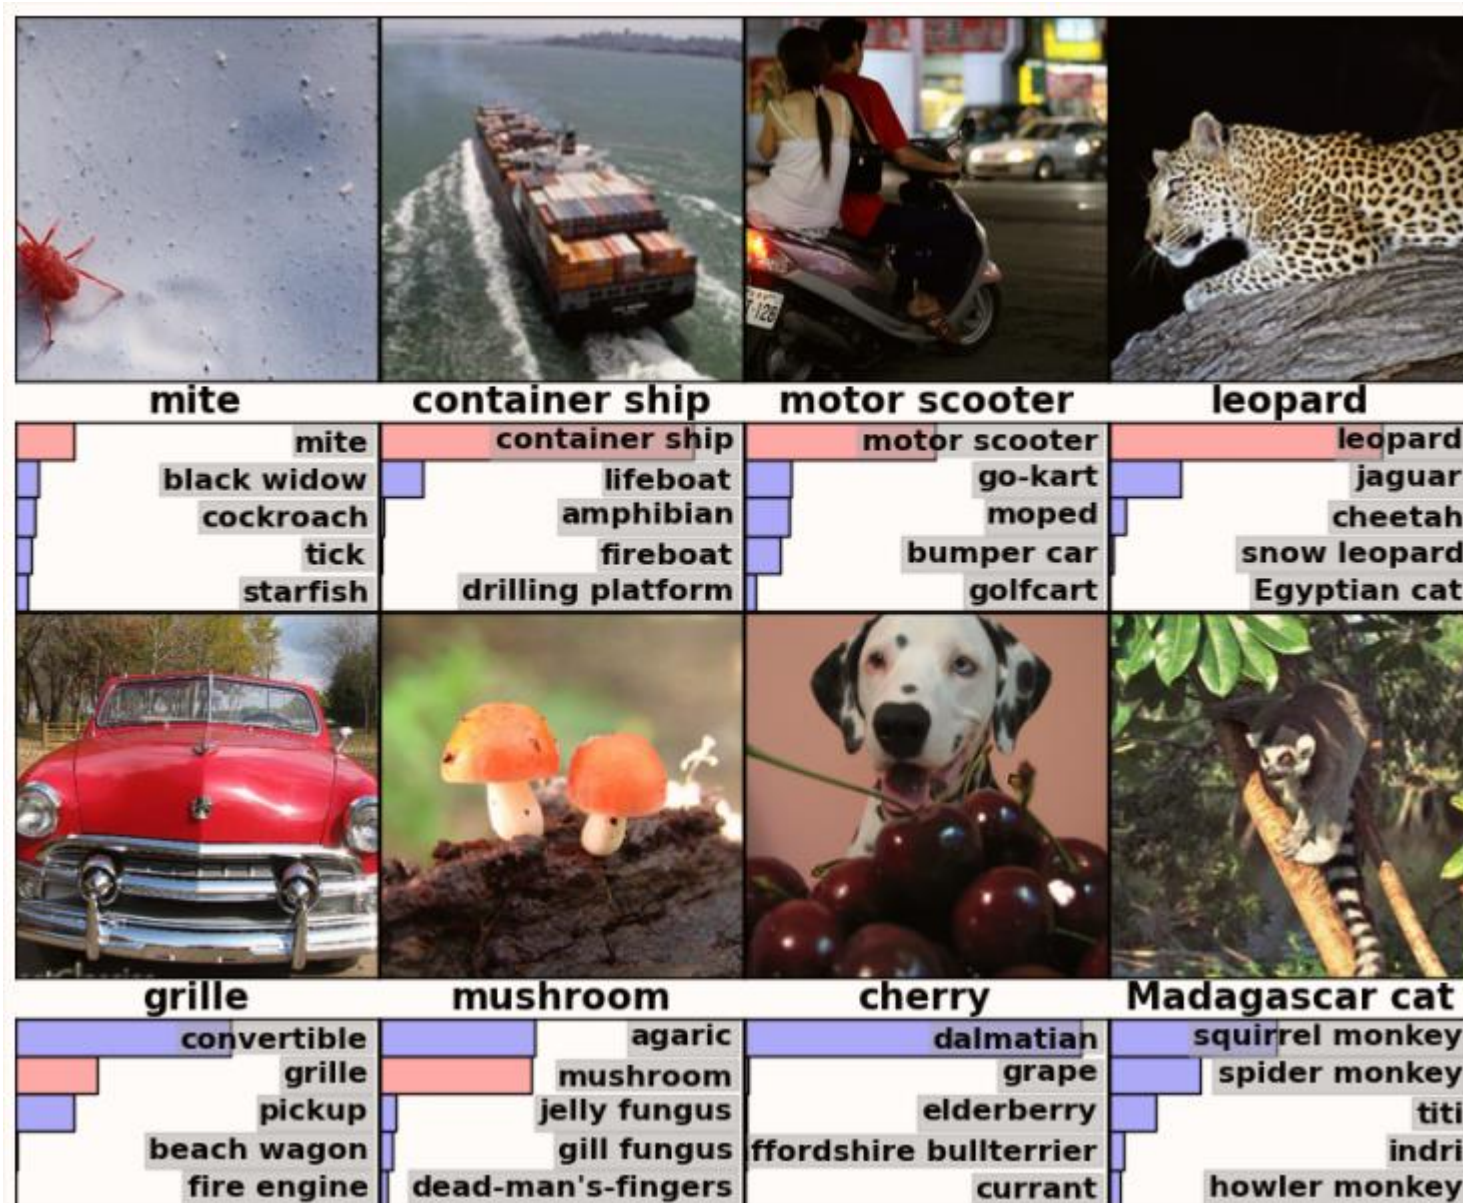 mite
container ship
motor scooter
leopard
mite
black widow
cockroach
tick
starfish
container ship
lifeboat
amphibian
fireboat
drilling platform
motor scooter
go-kart
moped
bumper car
golfcart
leopard
jaguar
cheetah
snow leopard
Egyptian cat
grille
mushroom
cherry
Madagascar cat
convertible
grille
pickup
beach wagon
fire engine
agaric
mushroom
jelly fungus
gill fungus
dead-man's-fingers
dalmatian
grape
elderberry
ffordshire bullterrier
currant
squirrel monkey
spider monkey
titi
indri
howler monkey